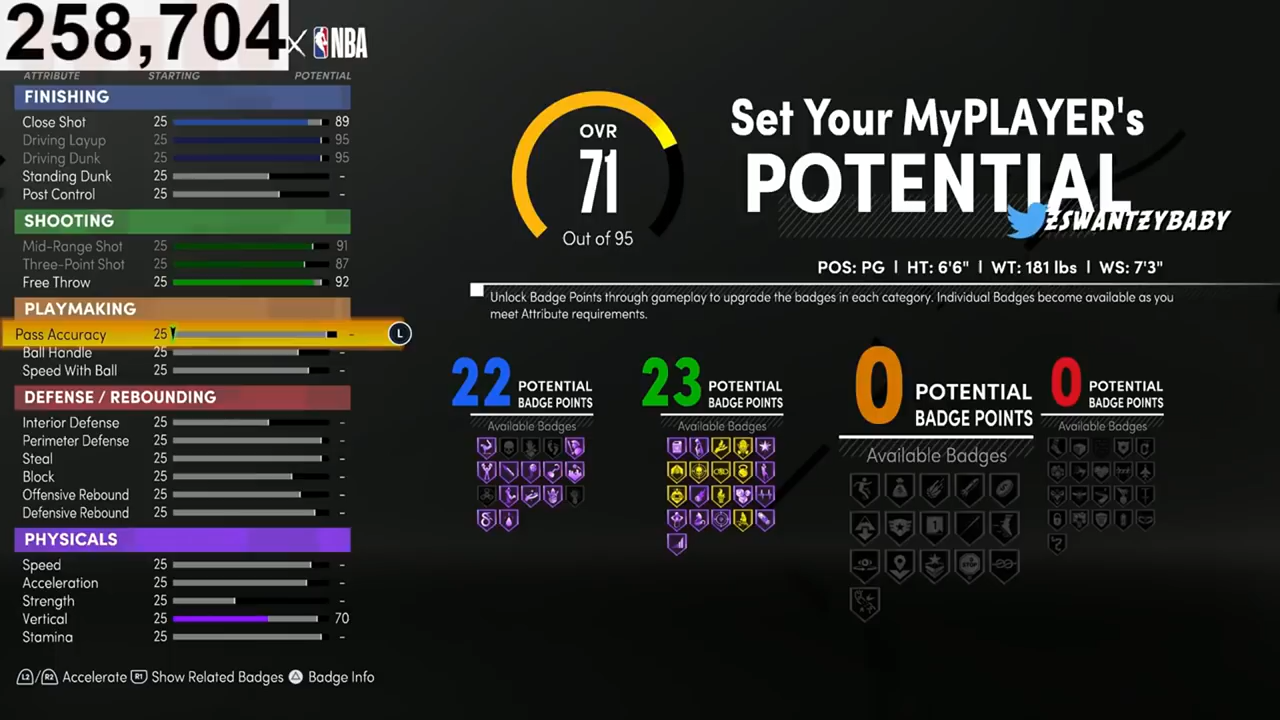 258,704
X NBA
ATTRIBUTE STARTING POTENTIAL
FINISHING
Close Shot 25 89
Driving Layup 25 95
Driving Dunk 25 95
Standing Dunk 25 -
Post Control 25 -
SHOOTING
Mid-Range Shot 25 91
Three-Point Shot 25 87
Free Throw 25 92
PLAYMAKING
Pass Accuracy 25 - L
Ball Handle 25 -
Speed With Ball 25 -
DEFENSE / REBOUNDING
Interior Defense 25 -
Perimeter Defense 25 -
Steal 25 -
Block 25 -
Offensive Rebound 25 -
Defensive Rebound 25 -
PHYSICALS
Speed 25 -
Acceleration 25 -
Strength 25 -
Vertical 25 70
Stamina 25 -
L2/R2 Accelerate R1 Show Related Badges Badge Info
OVR
71
Out of 95
Set Your MyPLAYER's
POTENTIAL
ZSWANTZYBABY
POS: PG | HT: 6'6" | WT: 181 lbs | WS: 7'3"
Unlock Badge Points through gameplay to upgrade the badges in each category. Individual Badges become available as you
meet Attribute requirements.
22 POTENTIAL BADGE POINTS
Available Badges
23 POTENTIAL BADGE POINTS
Available Badges
0 POTENTIAL BADGE POINTS
Available Badges
0 POTENTIAL BADGE POINTS
Available Badges